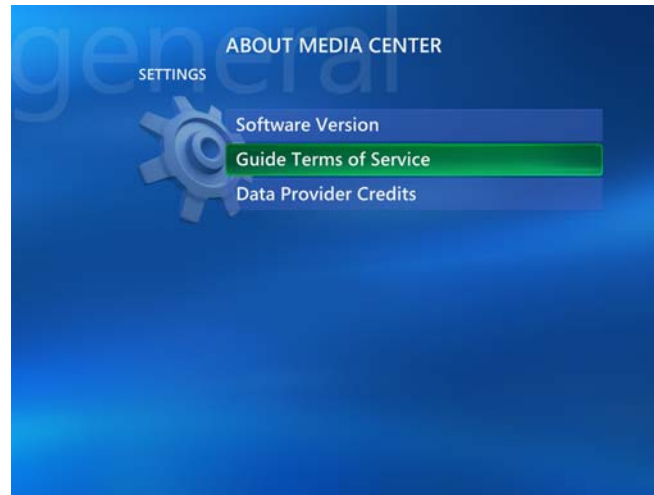 general
ABOUT MEDIA CENTER
SETTINGS
Software Version
Guide Terms of Service
Data Provider Credits